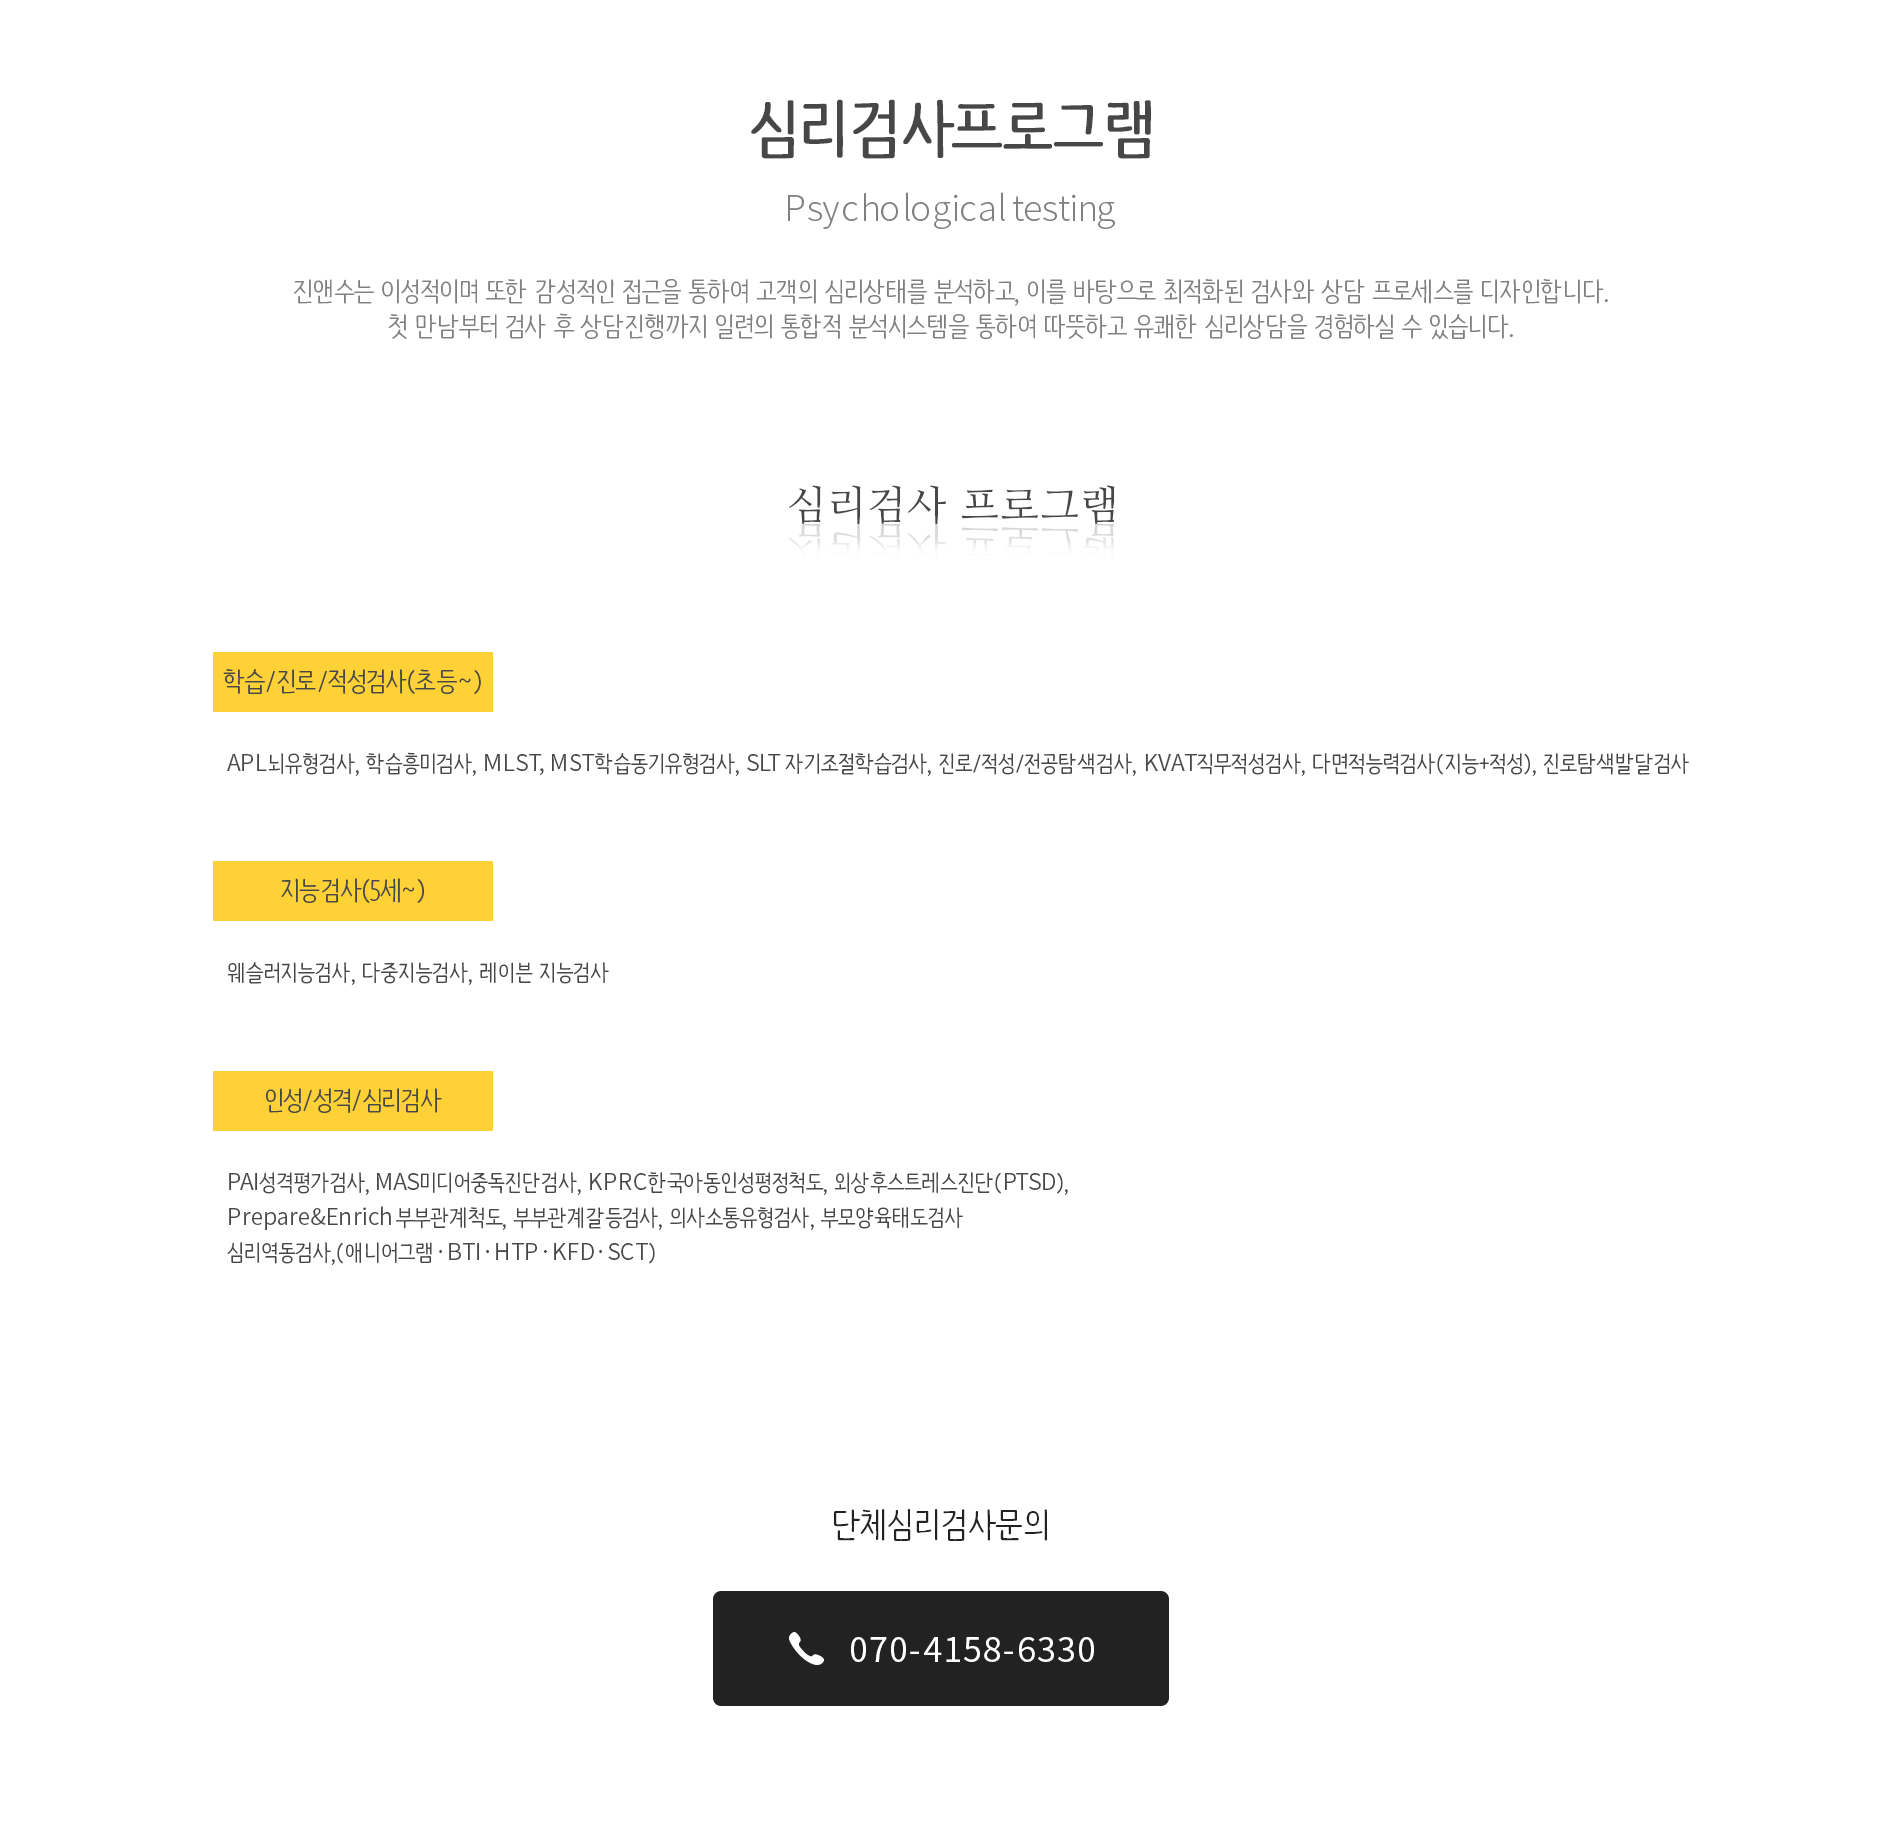 심리검사프로그램
Psychological testing
진앤수는 이성적이며 또한 감성적인 접근을 통하여 고객의 심리상태를 분석하고, 이를 바탕으로 최적화된 검사와 상담 프로세스를 디자인합니다.
첫 만남부터 검사 후 상담진행까지 일련의 통합적 분석시스템을 통하여 따뜻하고 유쾌한 심리상담을 경험하실 수 있습니다.
심리검사 프로그램
학습/진로/적성검사(초등~)
APL뇌유형검사, 학습흥미검사, MLST, MST학습동기유형검사, SLT 자기조절학습검사, 진로/적성/전공탐색검사, KVAT직무적성검사, 다면적능력검사(지능+적성), 진로탐색발달검사
지능검사(5세~)
웩슬러지능검사, 다중지능검사, 레이븐 지능검사
인성/성격/심리검사
PAI성격평가검사, MAS미디어중독진단검사, KPRC한국아동인성평정척도, 외상후스트레스진단(PTSD),
Prepare&Enrich 부부관계척도, 부부관계갈등검사, 의사소통유형검사, 부모양육태도검사
심리역동검사,(애니어그램·BTI·HTP·KFD·SCT)
단체심리검사문의
070-4158-6330